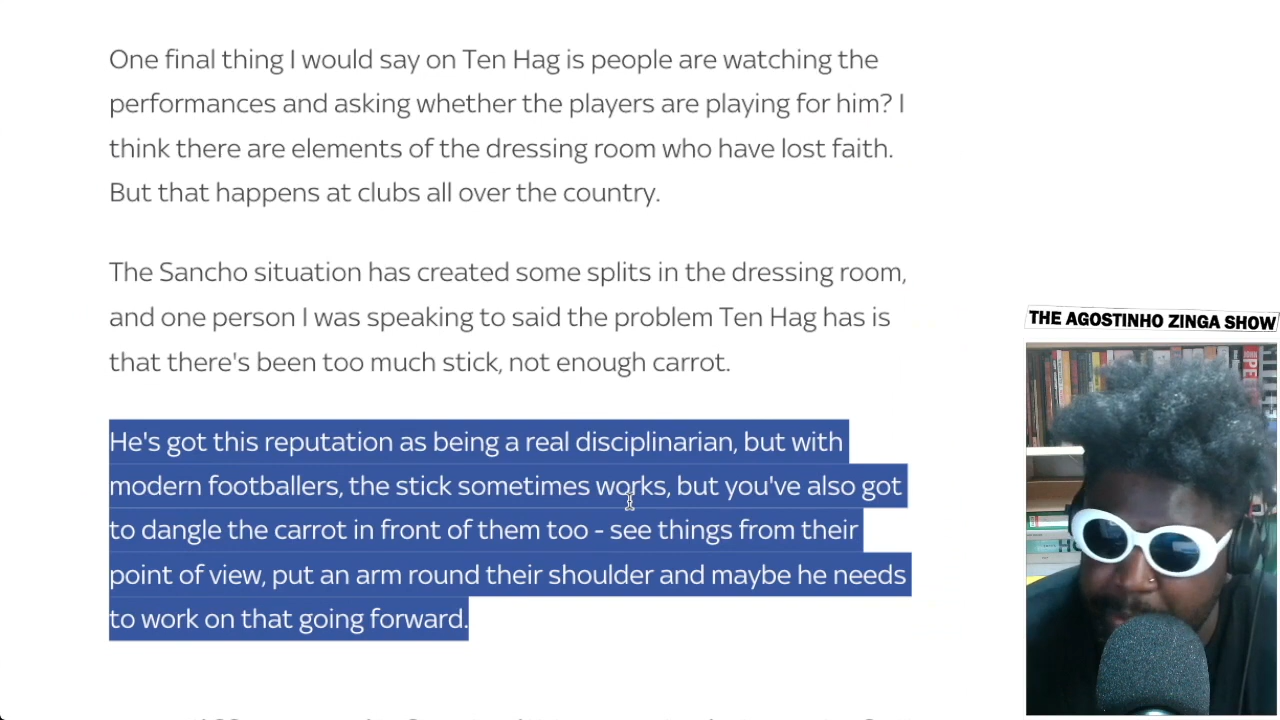 One final thing I would say on Ten Hag is people are watching the
performances and asking whether the players are playing for him? I
think there are elements of the dressing room who have lost faith.
But that happens at clubs all over the country.
The Sancho situation has created some splits in the dressing room,
and one person I was speaking to said the problem Ten Hag has is
that there's been too much stick, not enough carrot.
He's got this reputation as being a real disciplinarian, but with
modern footballers, the stick sometimes works, but you've also got
to dangle the carrot in front of them too - see things from their
point of view, put an arm round their shoulder and maybe he needs
to work on that going forward.
THE AGOSTINHO ZINGA SHOW